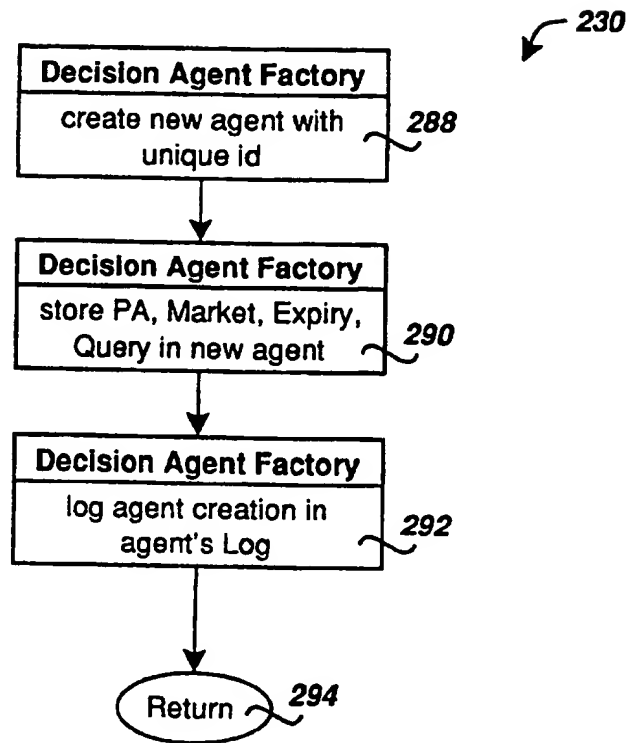 230
Decision Agent Factory
create new agent with
unique id
288
Decision Agent Factory
store PA, Market, Expiry,
Query in new agent
290
Decision Agent Factory
log agent creation in
agent's Log
292
Return
294